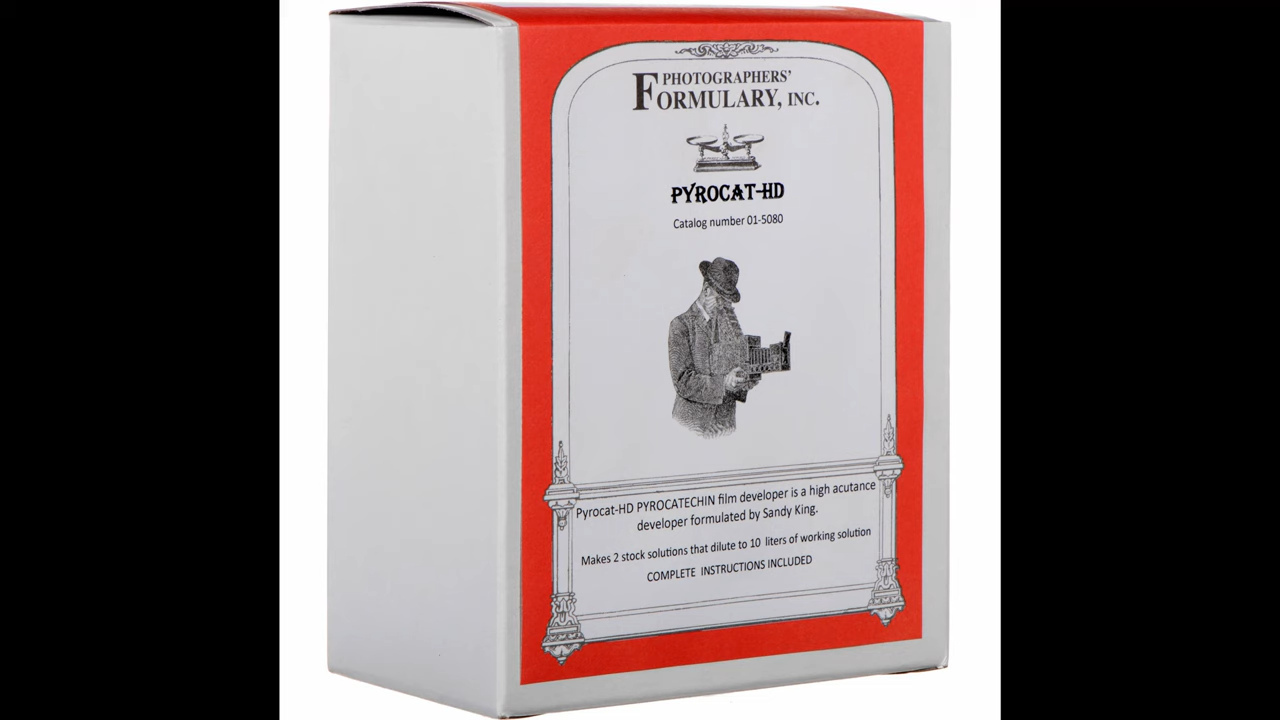 PHOTOGRAPHERS'
FORMULARY, INC.
PYROCAT-HD
Catalog number 01-5080
Pyrocat-HD PYROCATECHIN film developer is a high acutance
developer formulated by Sandy King.
Makes 2 stock solutions that dilute to 10 liters of working solution
COMPLETE INSTRUCTIONS INCLUDED